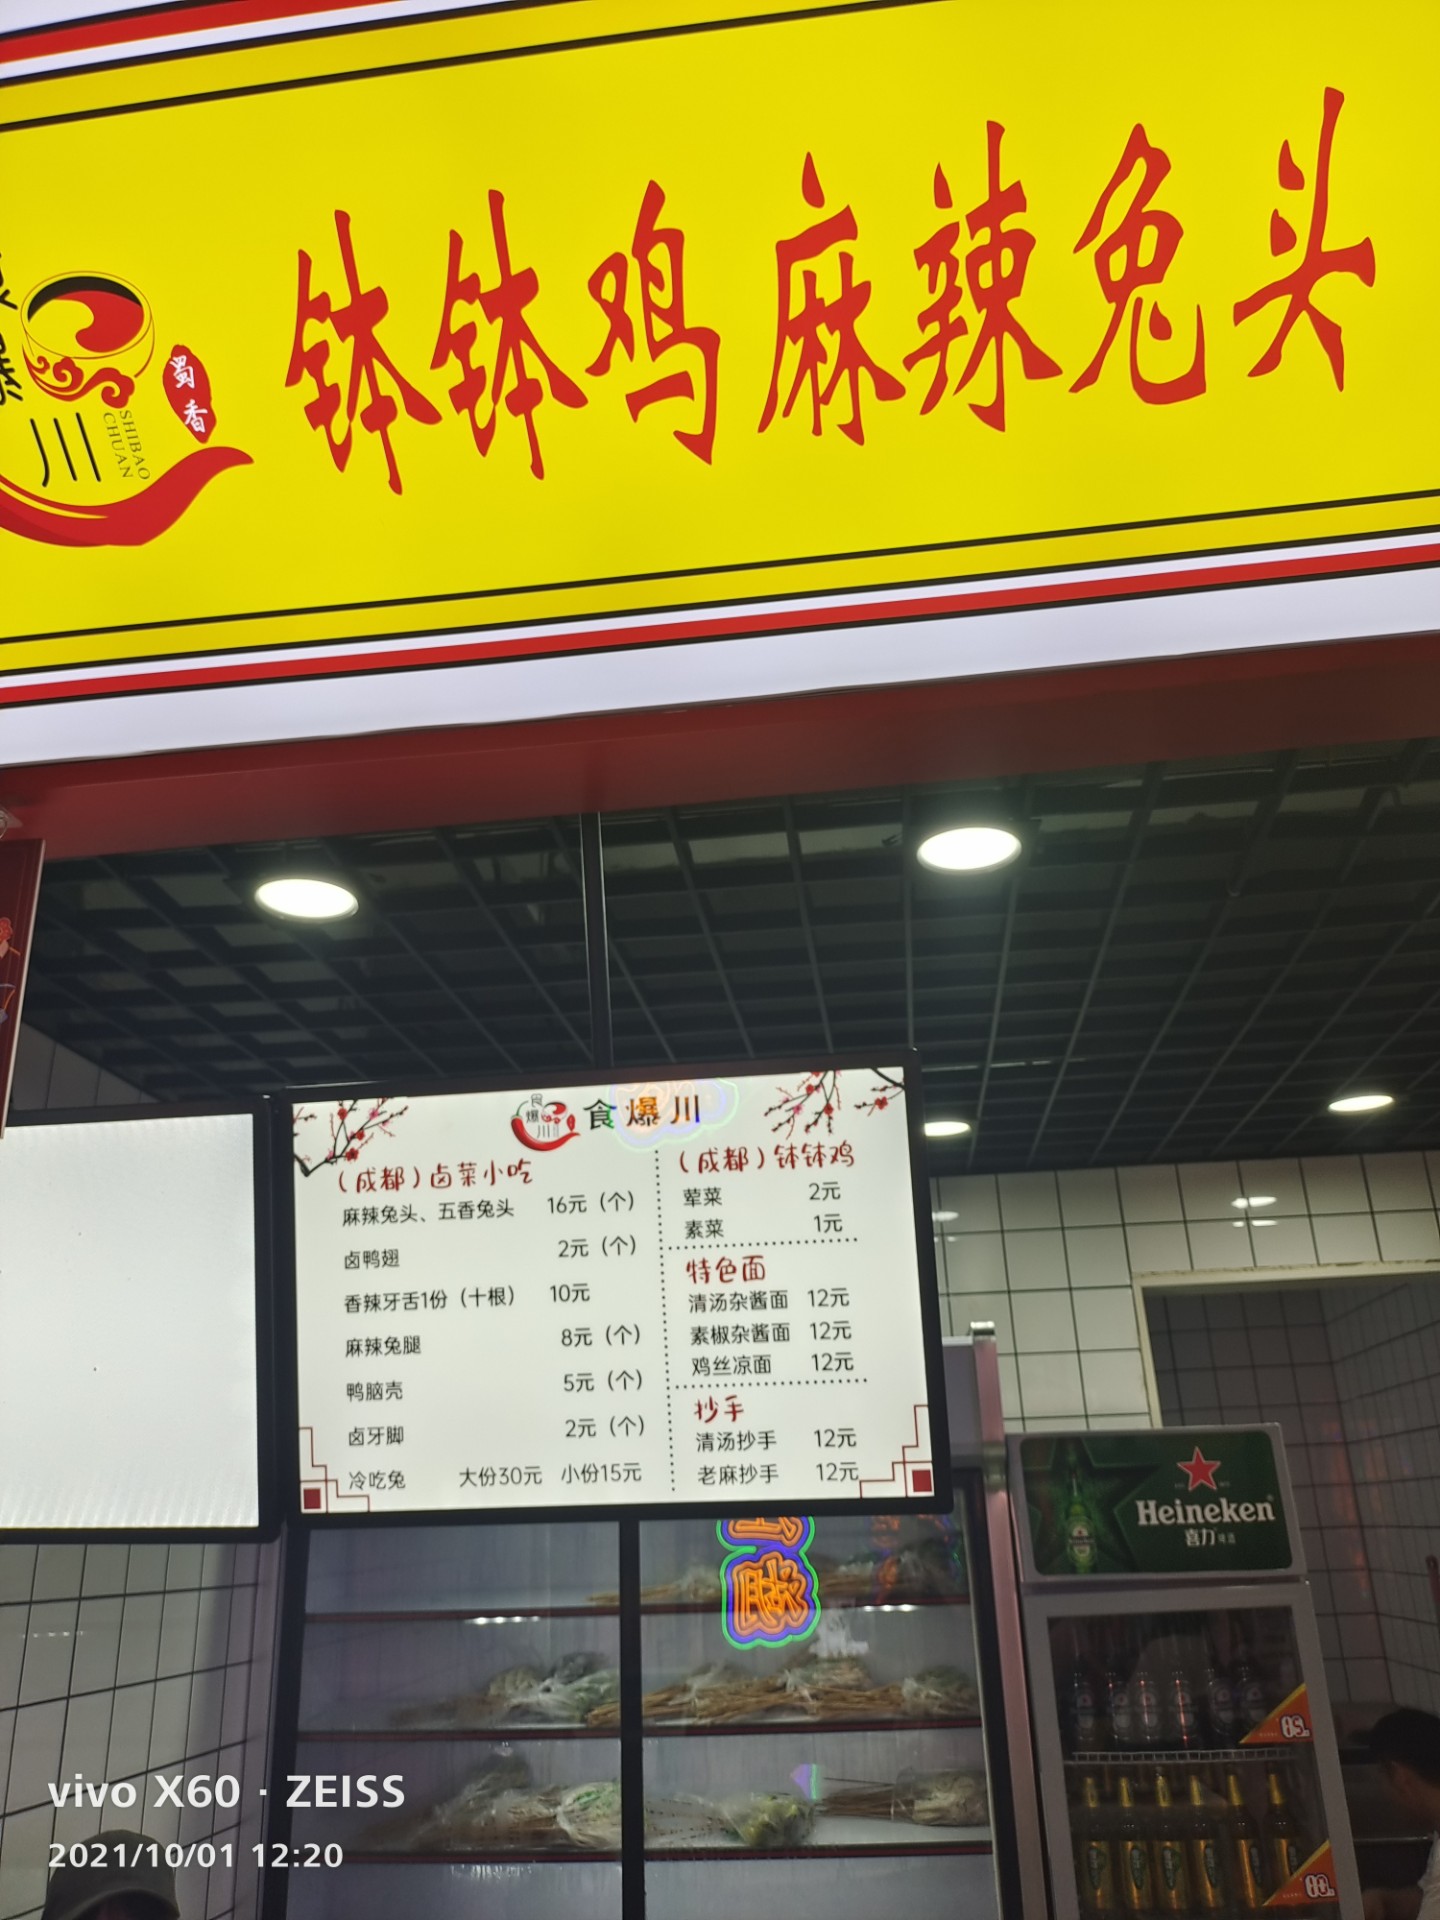 钵钵鸡麻辣兔头
蜀香
川
SHIBAO
CHUAN
食爆川
食爆川
(成都)卤菜小吃
麻辣兔头、五香兔头 16元(个)
卤鸭翅 2元(个)
香辣牙舌1份(十根) 10元
麻辣兔腿 8元(个)
鸭脑壳 5元(个)
卤牙脚 2元(个)
冷吃兔 大份30元 小份15元
(成都)钵钵鸡
荤菜 2元
素菜 1元
特色面
清汤杂酱面 12元
素椒杂酱面 12元
鸡丝凉面 12元
抄手
清汤抄手 12元
老麻抄手 12元
Heineken
喜力啤酒
vivo X60 · ZEISS
2021/10/01 12:20